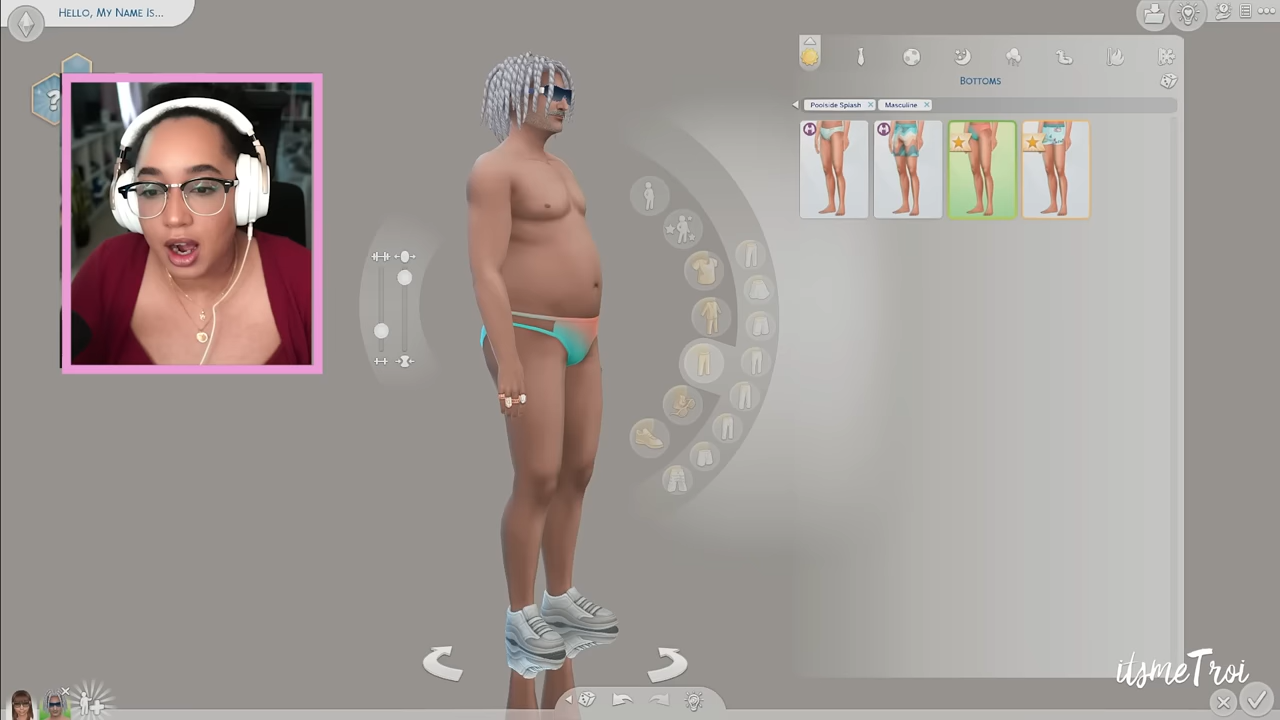 Hello, My Name Is...
Bottoms
Poolside Splash
Masculine
itsmeTroi